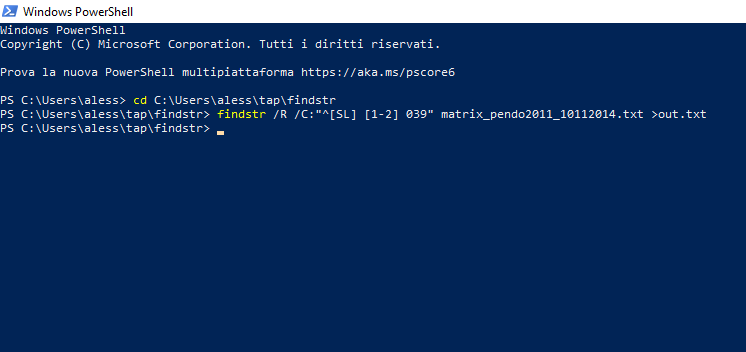 Windows PowerShell
Windows PowerShell
Copyright (C) Microsoft Corporation. Tutti i diritti riservati.
Prova la nuova PowerShell multipiattaforma https://aka.ms/pscore6
PS C:\Users\aless> cd C:\Users\aless\tap\findstr
PS C:\Users\aless\tap\findstr> findstr /R /C:"^[SL] [1-2] 039" matrix_pendo2011_10112014.txt >out.txt
PS C:\Users\aless\tap\findstr>